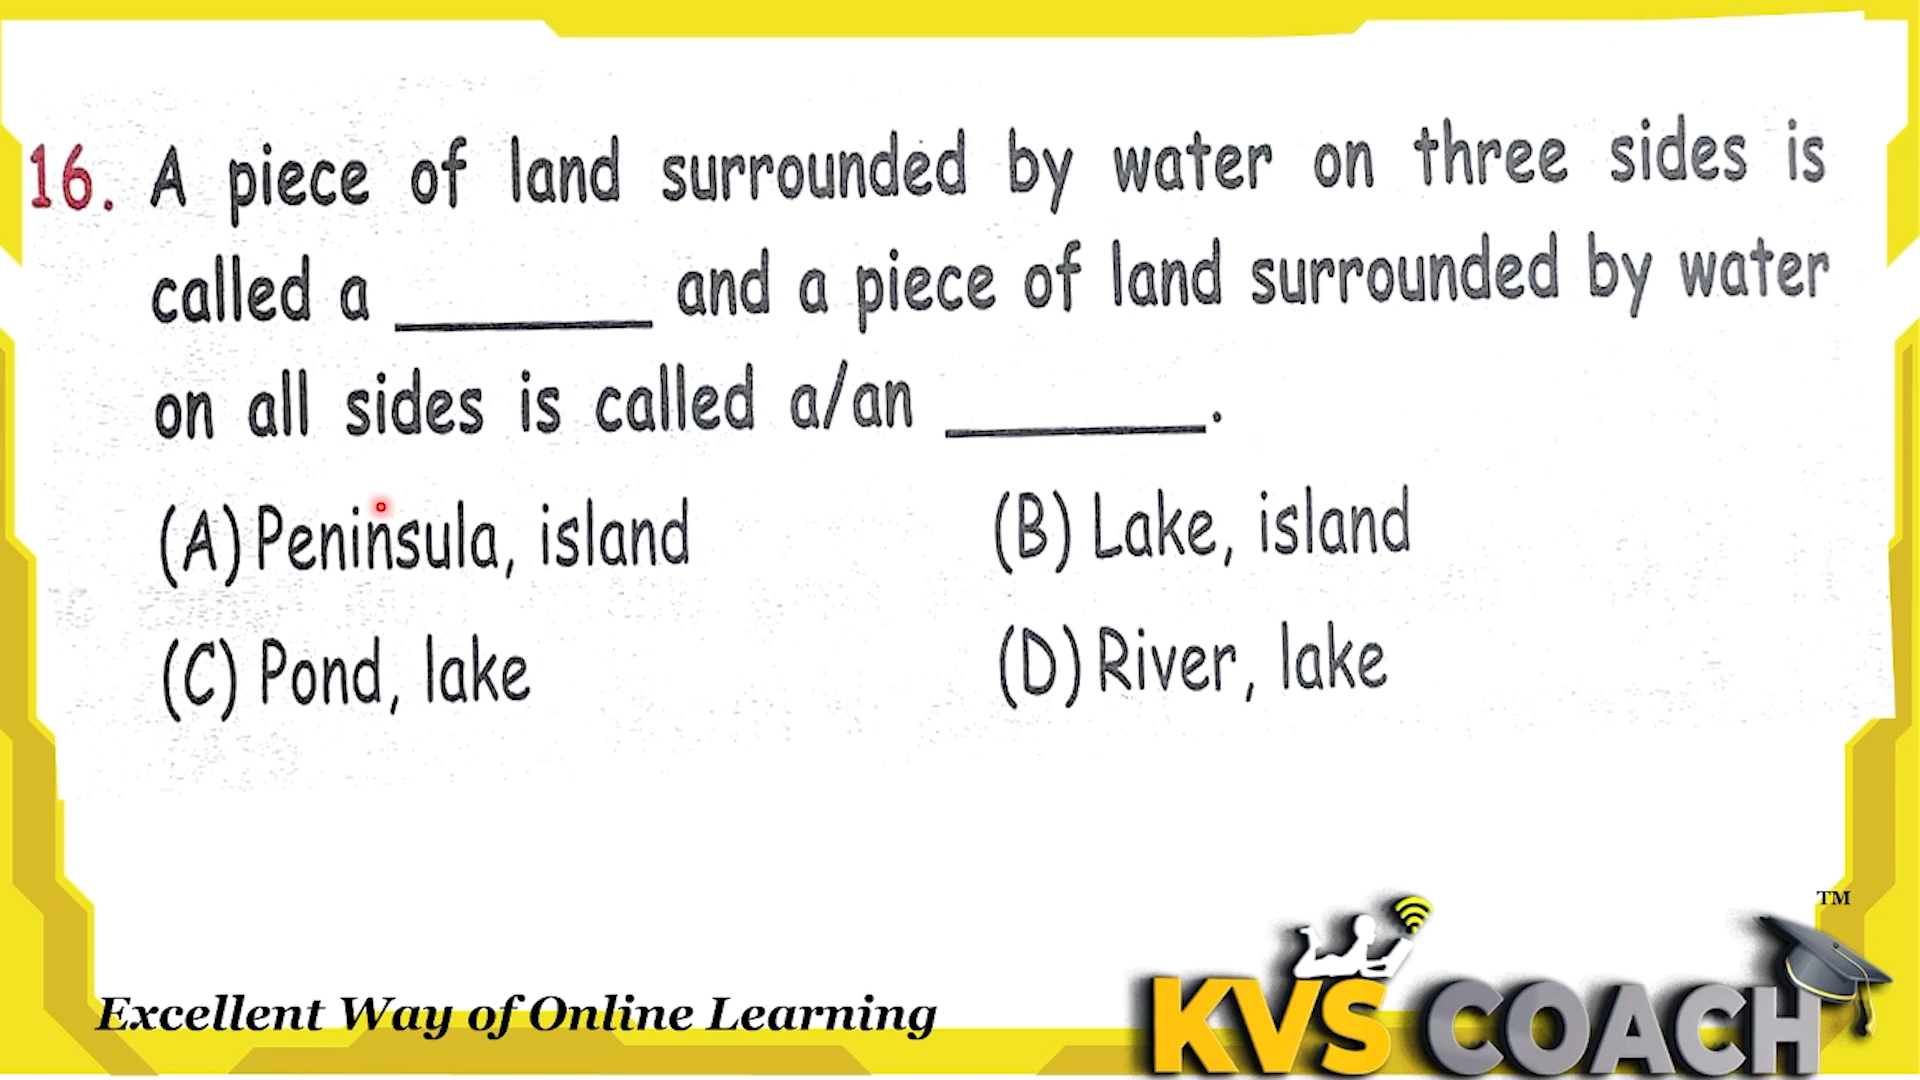 16. A piece of land surrounded by water on three sides is
called a ________ and a piece of land surrounded by water
on all sides is called a/an ________.
(A) Peninsula, island (B) Lake, island
(C) Pond, lake (D) River, lake
Excellent Way of Online Learning
KVS COACH TM